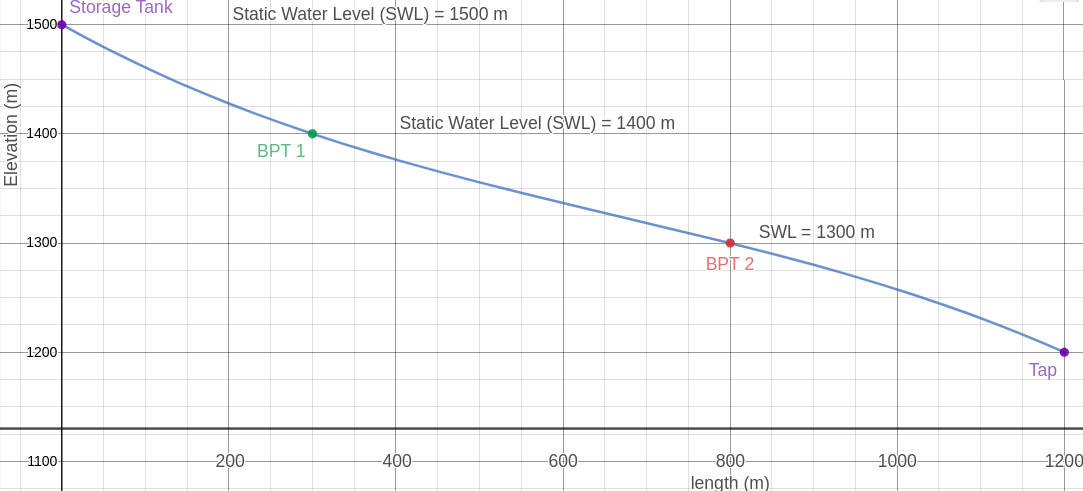 Storage Tank
Static Water Level (SWL) = 1500 m
1500
Elevation (m)
1400
Static Water Level (SWL) = 1400 m
BPT 1
1300
SWL = 1300 m
BPT 2
1200
Tap
1100
200
400
600
800
1000
1200
length (m)